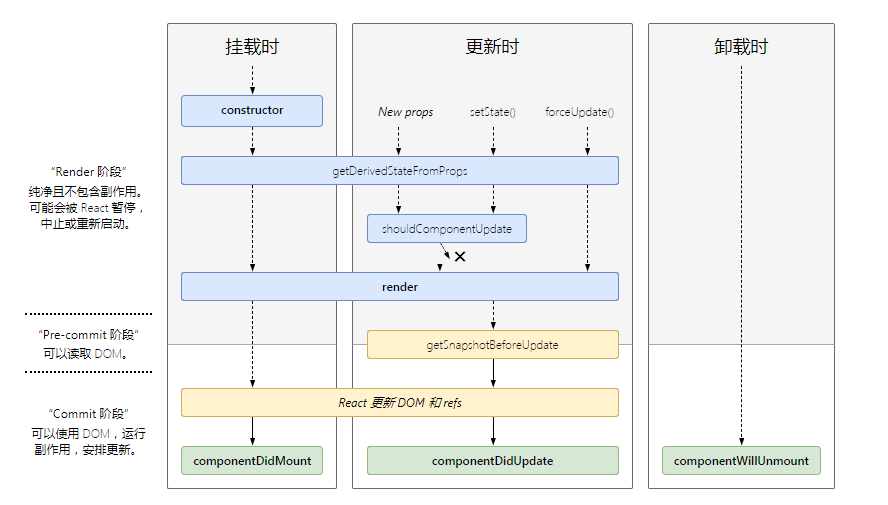 挂载时
更新时
卸载时
constructor
New props
setState()
forceUpdate()
getDerivedStateFromProps
shouldComponentUpdate
render
getSnapshotBeforeUpdate
React 更新 DOM 和 refs
componentDidMount
componentDidUpdate
componentWillUnmount
“Render 阶段”
纯净且不包含副作用。
可能会被 React 暂停，
中止或重新启动。
“Pre-commit 阶段”
可以读取 DOM。
“Commit 阶段”
可以使用 DOM，运行
副作用，安排更新。